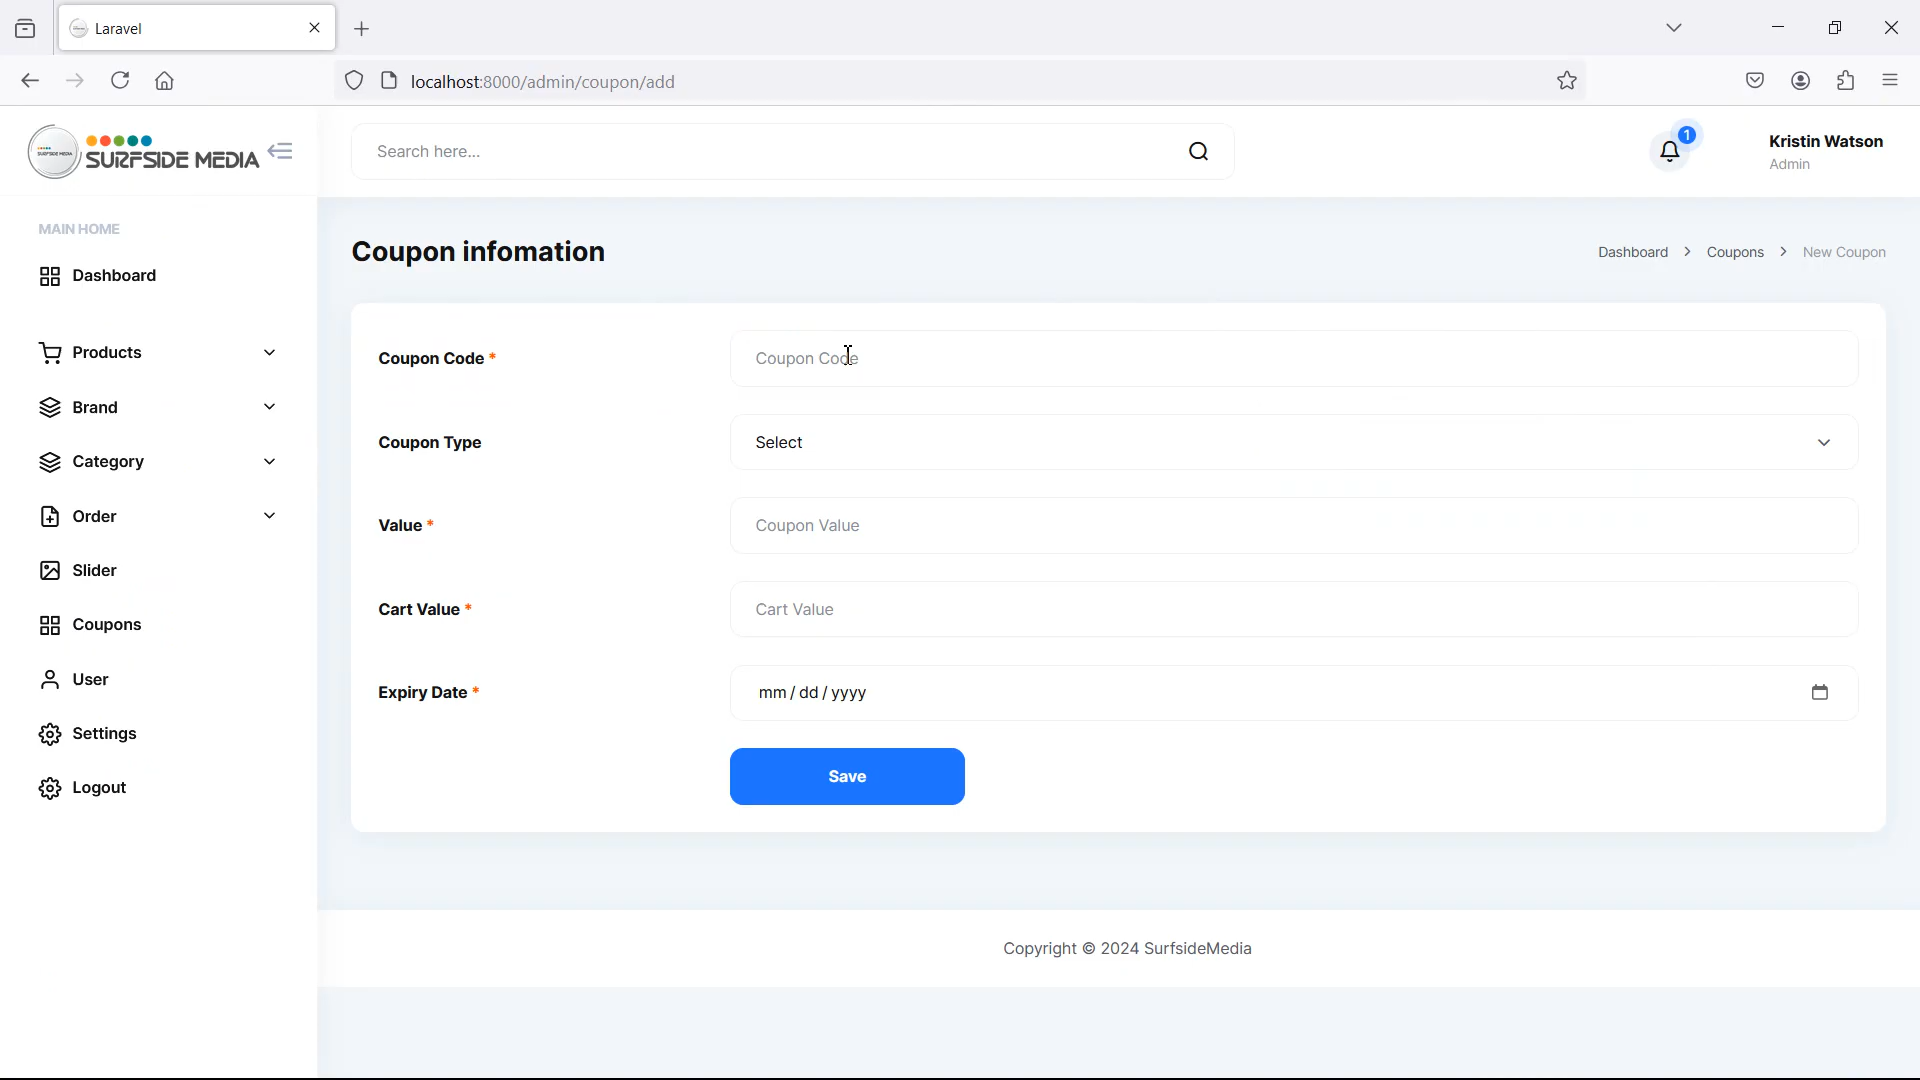 Laravel
localhost:8000/admin/coupon/add
SURFSIDE MEDIA
Search here...
1
Kristin Watson
Admin
MAIN HOME
Dashboard
Products
Brand
Category
Order
Slider
Coupons
User
Settings
Logout
Coupon infomation
Dashboard
Coupons
New Coupon
Coupon Code *
Coupon Code
Coupon Type
Select
Value *
Coupon Value
Cart Value *
Cart Value
Expiry Date *
mm / dd / yyyy
Save
Copyright © 2024 SurfsideMedia